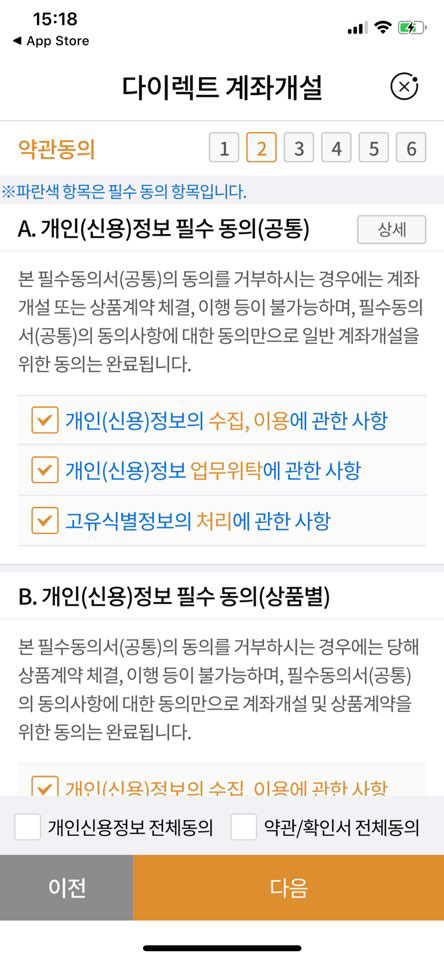 15:18
◀ App Store
다이렉트 계좌개설
약관동의
1 2 3 4 5 6
※파란색 항목은 필수 동의 항목입니다.
A. 개인(신용)정보 필수 동의(공통)
상세
본 필수동의서(공통)의 동의를 거부하시는 경우에는 계좌
개설 또는 상품계약 체결, 이행 등이 불가능하며, 필수동의
서(공통)의 동의사항에 대한 동의만으로 일반 계좌개설을
위한 동의는 완료됩니다.
개인(신용)정보의 수집, 이용에 관한 사항
개인(신용)정보 업무위탁에 관한 사항
고유식별정보의 처리에 관한 사항
B. 개인(신용)정보 필수 동의(상품별)
본 필수동의서(공통)의 동의를 거부하시는 경우에는 당해
상품계약 체결, 이행 등이 불가능하며, 필수동의서(공통)
의 동의사항에 대한 동의만으로 계좌개설 및 상품계약을
위한 동의는 완료됩니다.
개인(신용)정보의 수집, 이용에 관한 사항
개인신용정보 전체동의
약관/확인서 전체동의
이전
다음